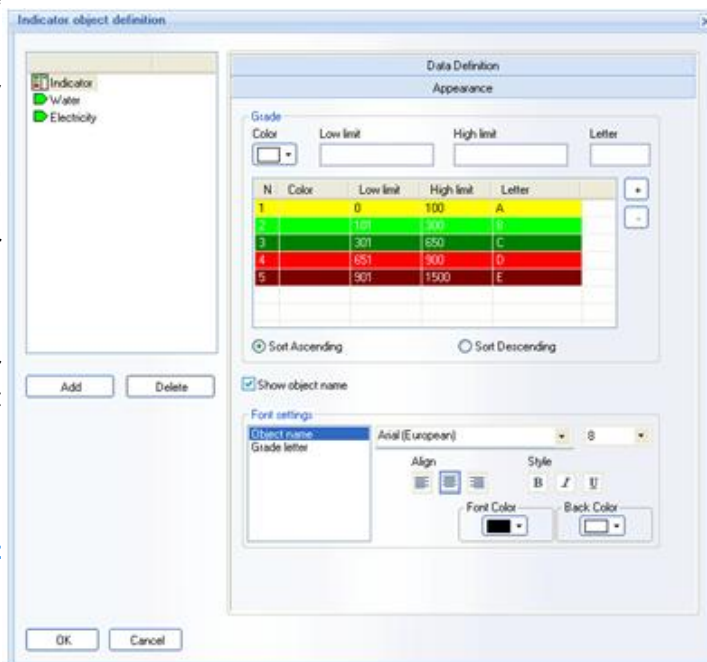 Indicator object definition
Data Definition
Appearance
Indicator
Water
Electricity
Grade
Color Low limit High limit Letter
N Color Low limit High limit Letter
1 0 100 A
2 101 300 B
3 301 650 C
4 651 900 D
5 901 1500 E
+
-
Sort Ascending Sort Descending
Add Delete
Show object name
Font settings
Object name
Grade letter
Arial (European) 8
Align Style
B I U
Font Color Back Color
OK Cancel